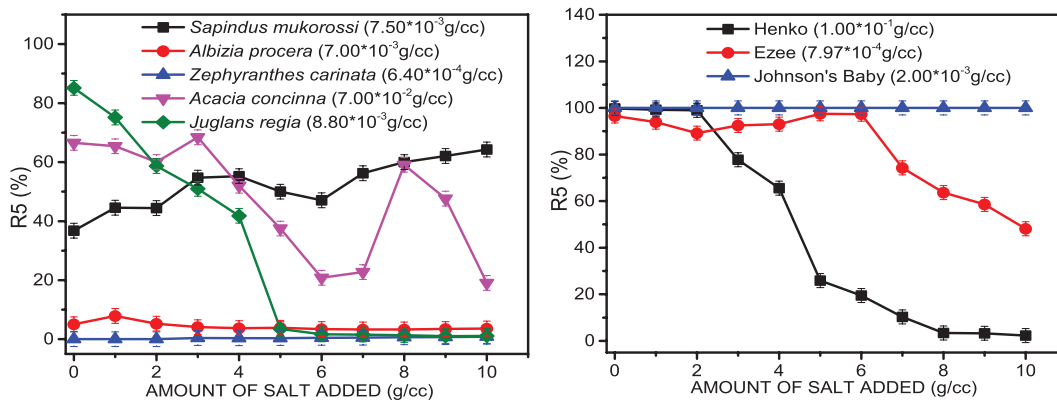 Sapindus mukorossi (7.50*10⁻³g/cc)
Albizia procera (7.00*10⁻³g/cc)
Zephyranthes carinata (6.40*10⁻⁴g/cc)
Acacia concinna (7.00*10⁻²g/cc)
Juglans regia (8.80*10⁻³g/cc)
100
80
60
40
20
0
R5 (%)
0 2 4 6 8 10
AMOUNT OF SALT ADDED (g/cc)
Henko (1.00*10⁻¹g/cc)
Ezee (7.97*10⁻⁴g/cc)
Johnson's Baby (2.00*10⁻³g/cc)
140
120
100
80
60
40
20
0
R5 (%)
0 2 4 6 8 10
AMOUNT OF SALT ADDED (g/cc)